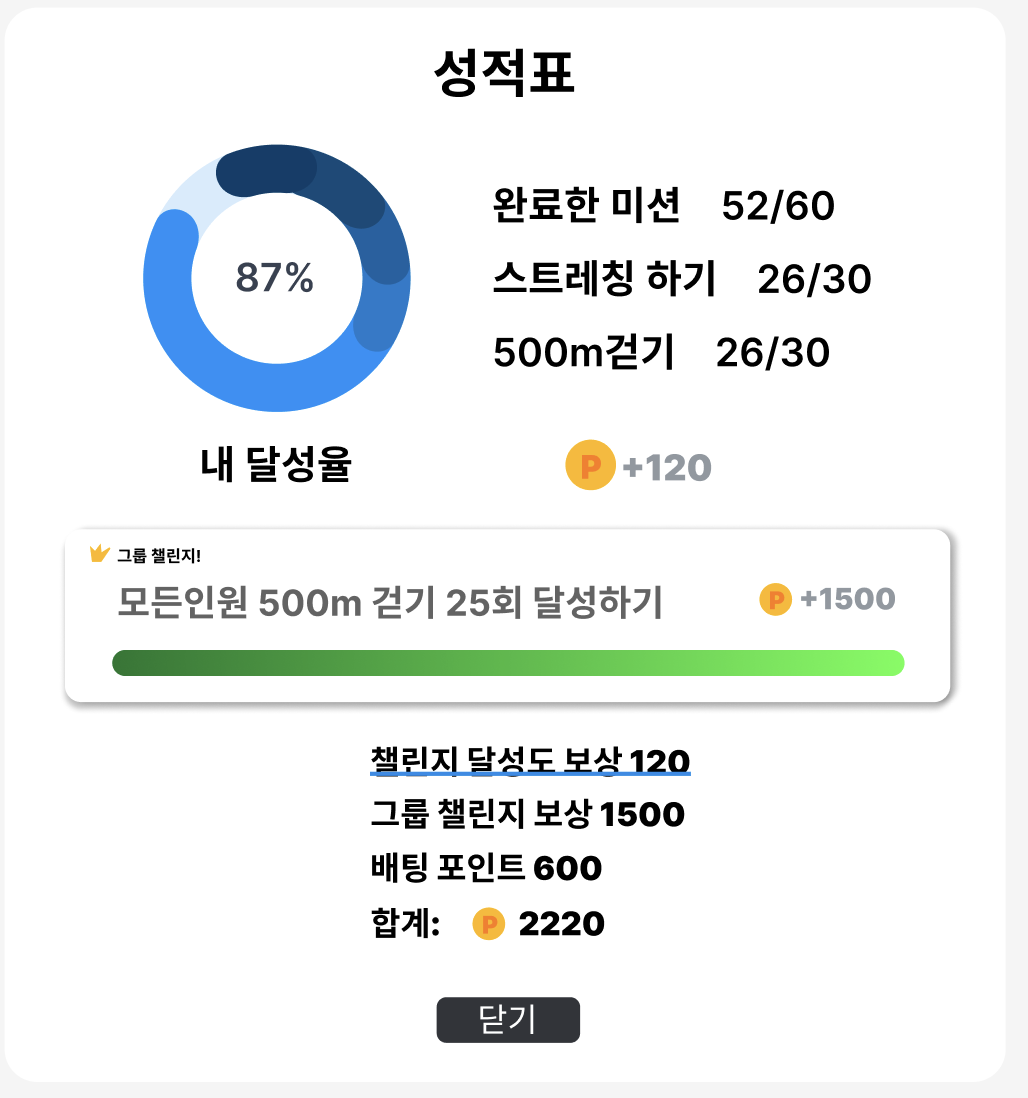 성적표
87%
완료한 미션 52/60
스트레칭 하기 26/30
500m걷기 26/30
내 달성율
P +120
그룹 챌린지!
모든인원 500m 걷기 25회 달성하기
P +1500
챌린지 달성도 보상 120
그룹 챌린지 보상 1500
배팅 포인트 600
합계: P 2220
닫기